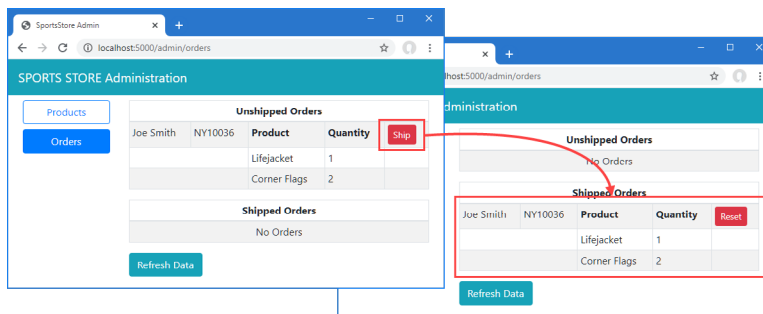 SportsStore Admin
localhost:5000/admin/orders
SPORTS STORE Administration
Products
Orders
Unshipped Orders
Joe Smith NY10036 Product Quantity Ship
Lifejacket 1
Corner Flags 2
Shipped Orders
No Orders
Refresh Data
lhost:5000/admin/orders
dministration
Unshipped Orders
No Orders
Shipped Orders
Joe Smith NY10036 Product Quantity Reset
Lifejacket 1
Corner Flags 2
Refresh Data